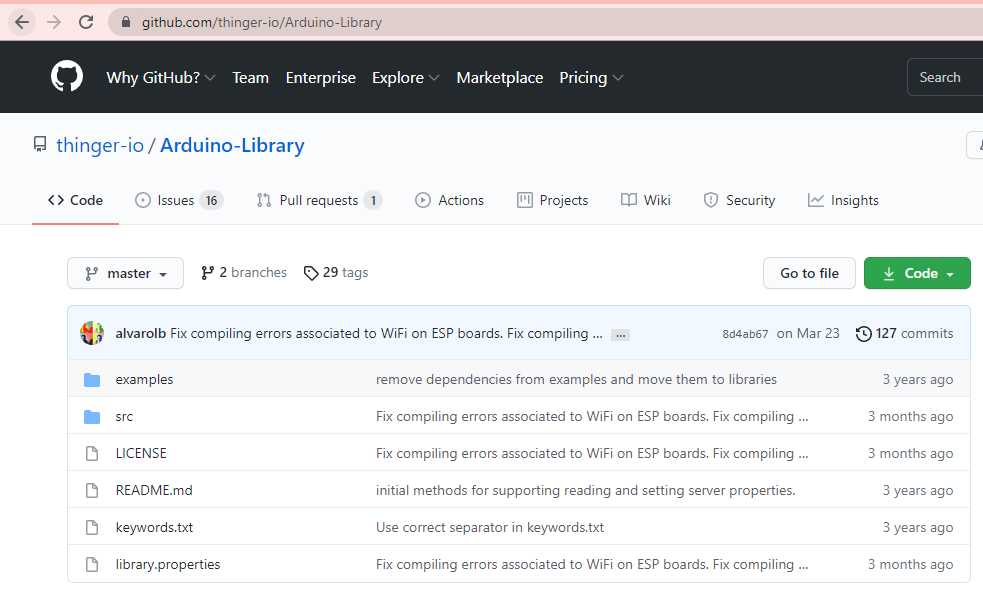 github.com/thinger-io/Arduino-Library
Why GitHub? Team Enterprise Explore Marketplace Pricing Search
thinger-io / Arduino-Library
Code Issues 16 Pull requests 1 Actions Projects Wiki Security Insights
master 2 branches 29 tags Go to file Code
alvarolb Fix compiling errors associated to WiFi on ESP boards. Fix compiling ... ... 8d4ab67 on Mar 23 127 commits
examples remove dependencies from examples and move them to libraries 3 years ago
src Fix compiling errors associated to WiFi on ESP boards. Fix compiling ... 3 months ago
LICENSE Fix compiling errors associated to WiFi on ESP boards. Fix compiling ... 3 months ago
README.md initial methods for supporting reading and setting server properties. 3 years ago
keywords.txt Use correct separator in keywords.txt 3 years ago
library.properties Fix compiling errors associated to WiFi on ESP boards. Fix compiling ... 3 months ago